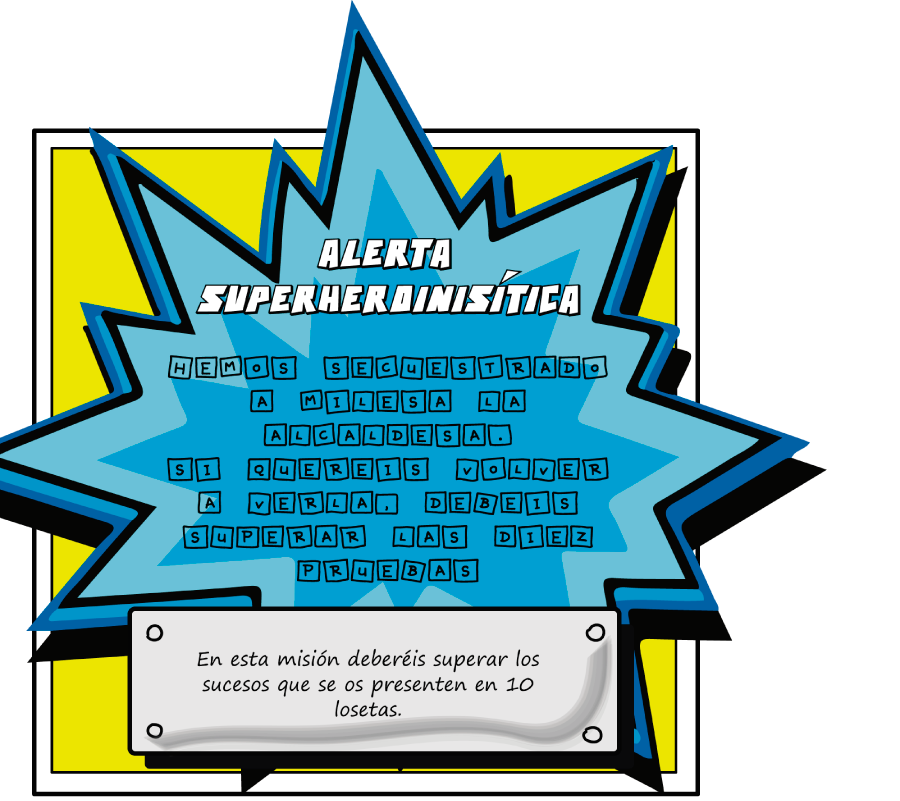 ALERTA
SUPERHEROINISÍTICA
HEMOS SECUESTRADO
A MILESA LA
ALCALDESA.
SI QUEREIS VOLVER
A VERLA, DEBEIS
SUPERAR LAS DIEZ
PRUEBAS
En esta misión deberéis superar los
sucesos que se os presenten en 10
losetas.